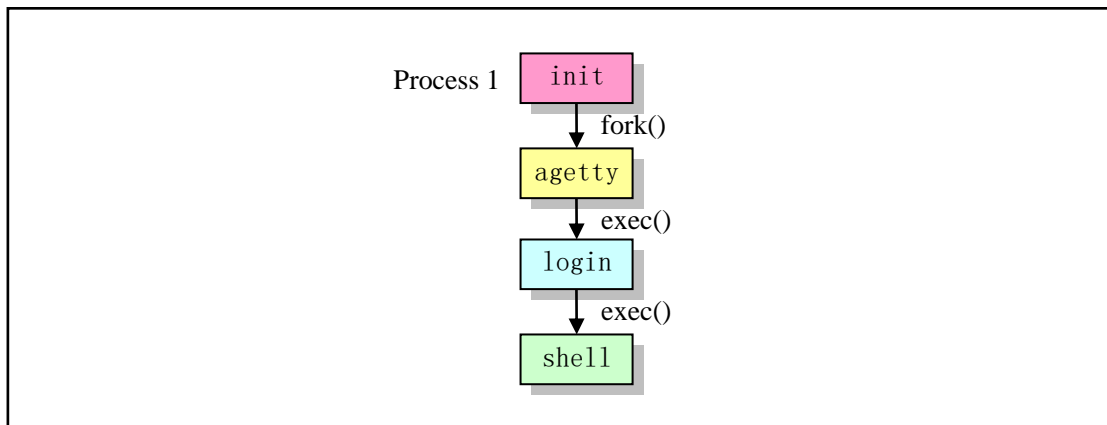 Process 1
init
fork()
agetty
exec()
login
exec()
shell